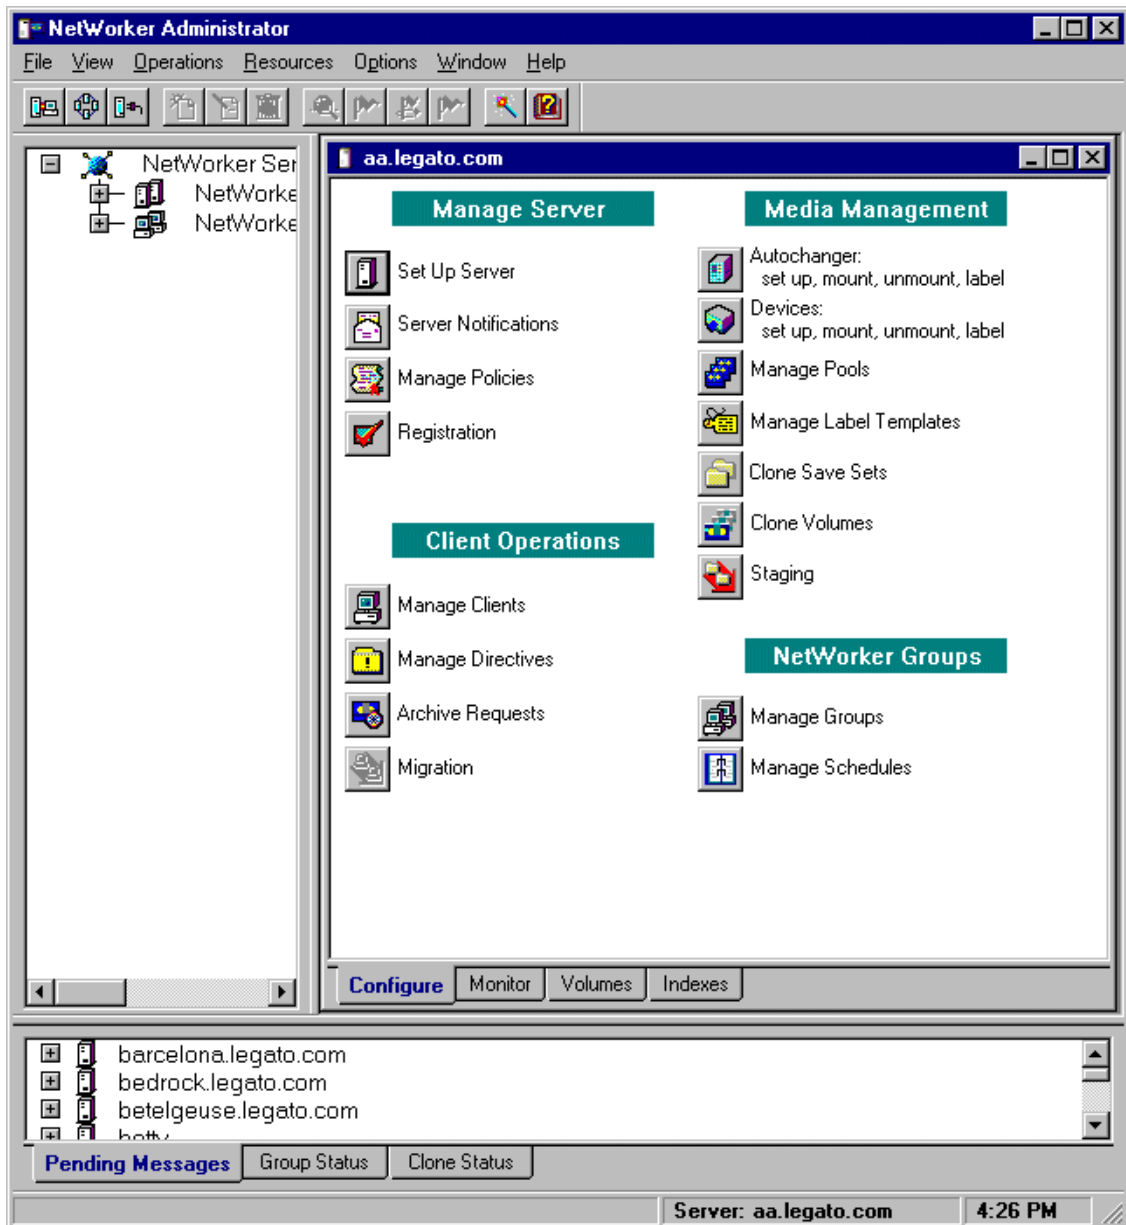 NetWorker Administrator
File View Operations Resources Options Window Help
NetWorker Ser
NetWorke
NetWorke
aa.legato.com
Manage Server
Set Up Server
Server Notifications
Manage Policies
Registration
Client Operations
Manage Clients
Manage Directives
Archive Requests
Migration
Media Management
Autochanger:
set up, mount, unmount, label
Devices:
set up, mount, unmount, label
Manage Pools
Manage Label Templates
Clone Save Sets
Clone Volumes
Staging
NetWorker Groups
Manage Groups
Manage Schedules
Configure Monitor Volumes Indexes
barcelona.legato.com
bedrock.legato.com
betelgeuse.legato.com
Pending Messages Group Status Clone Status
Server: aa.legato.com 4:26 PM